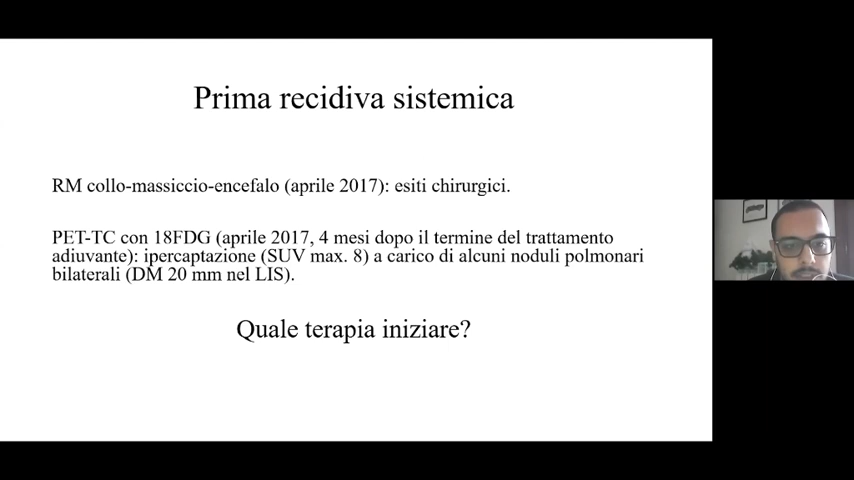 Prima recidiva sistemica
RM collo-massiccio-encefalo (aprile 2017): esiti chirurgici.
PET-TC con 18FDG (aprile 2017, 4 mesi dopo il termine del trattamento
adiuvante): ipercaptazione (SUV max. 8) a carico di alcuni noduli polmonari
bilaterali (DM 20 mm nel LIS).
Quale terapia iniziare?